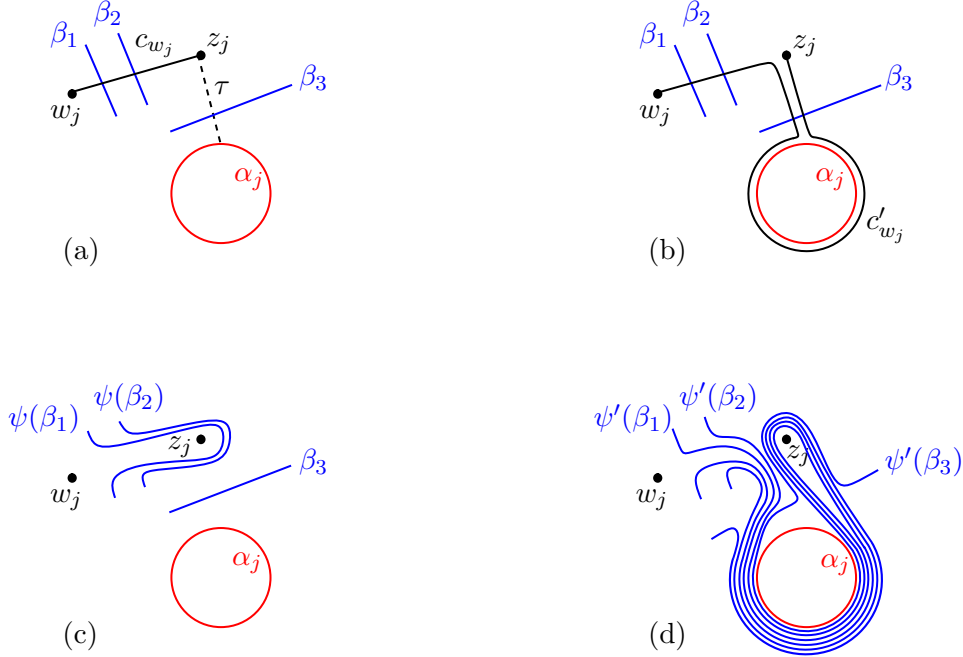 β₁
β₂
c_{w_j}
z_j
w_j
τ
β₃
α_j
(a)
β₁
β₂
z_j
w_j
β₃
α_j
c'_{w_j}
(b)
ψ(β₁)
ψ(β₂)
z_j
w_j
β₃
α_j
(c)
ψ'(β₁)
ψ'(β₂)
z_j
w_j
ψ'(β₃)
α_j
(d)